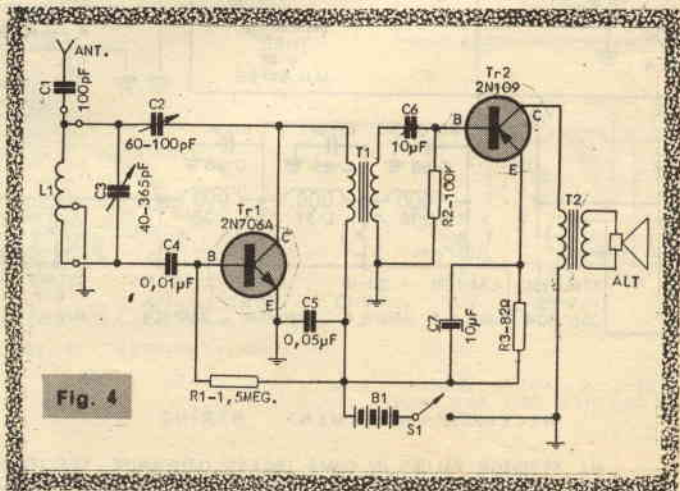 ANT.
C1
100pF
C2
60-100pF
L1
C3
40-365pF
C4
0,01µF
B
Tr1
2N706A
C
E
C5
0,05µF
R1-1,5MEG.
T1
C6
10µF
B
R2-100K
Tr2
2N109
C
E
C7
10µF
R3-82Ω
T2
ALT
B1
S1
Fig. 4